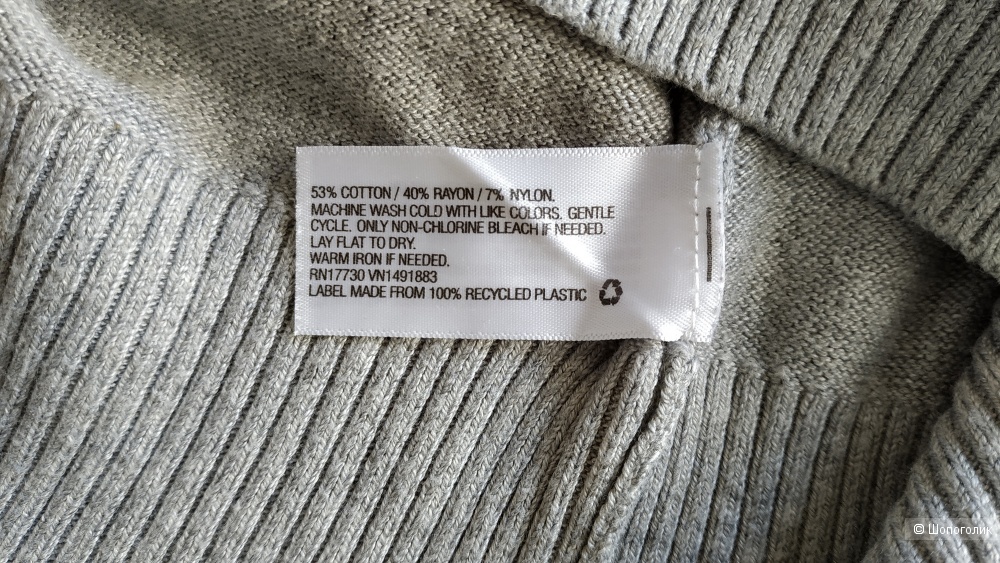 53% COTTON / 40% RAYON / 7% NYLON.
MACHINE WASH COLD WITH LIKE COLORS, GENTLE
CYCLE. ONLY NON-CHLORINE BLEACH IF NEEDED.
LAY FLAT TO DRY.
WARM IRON IF NEEDED.
RN17730 VN1491883
LABEL MADE FROM 100% RECYCLED PLASTIC
© Шопоголик